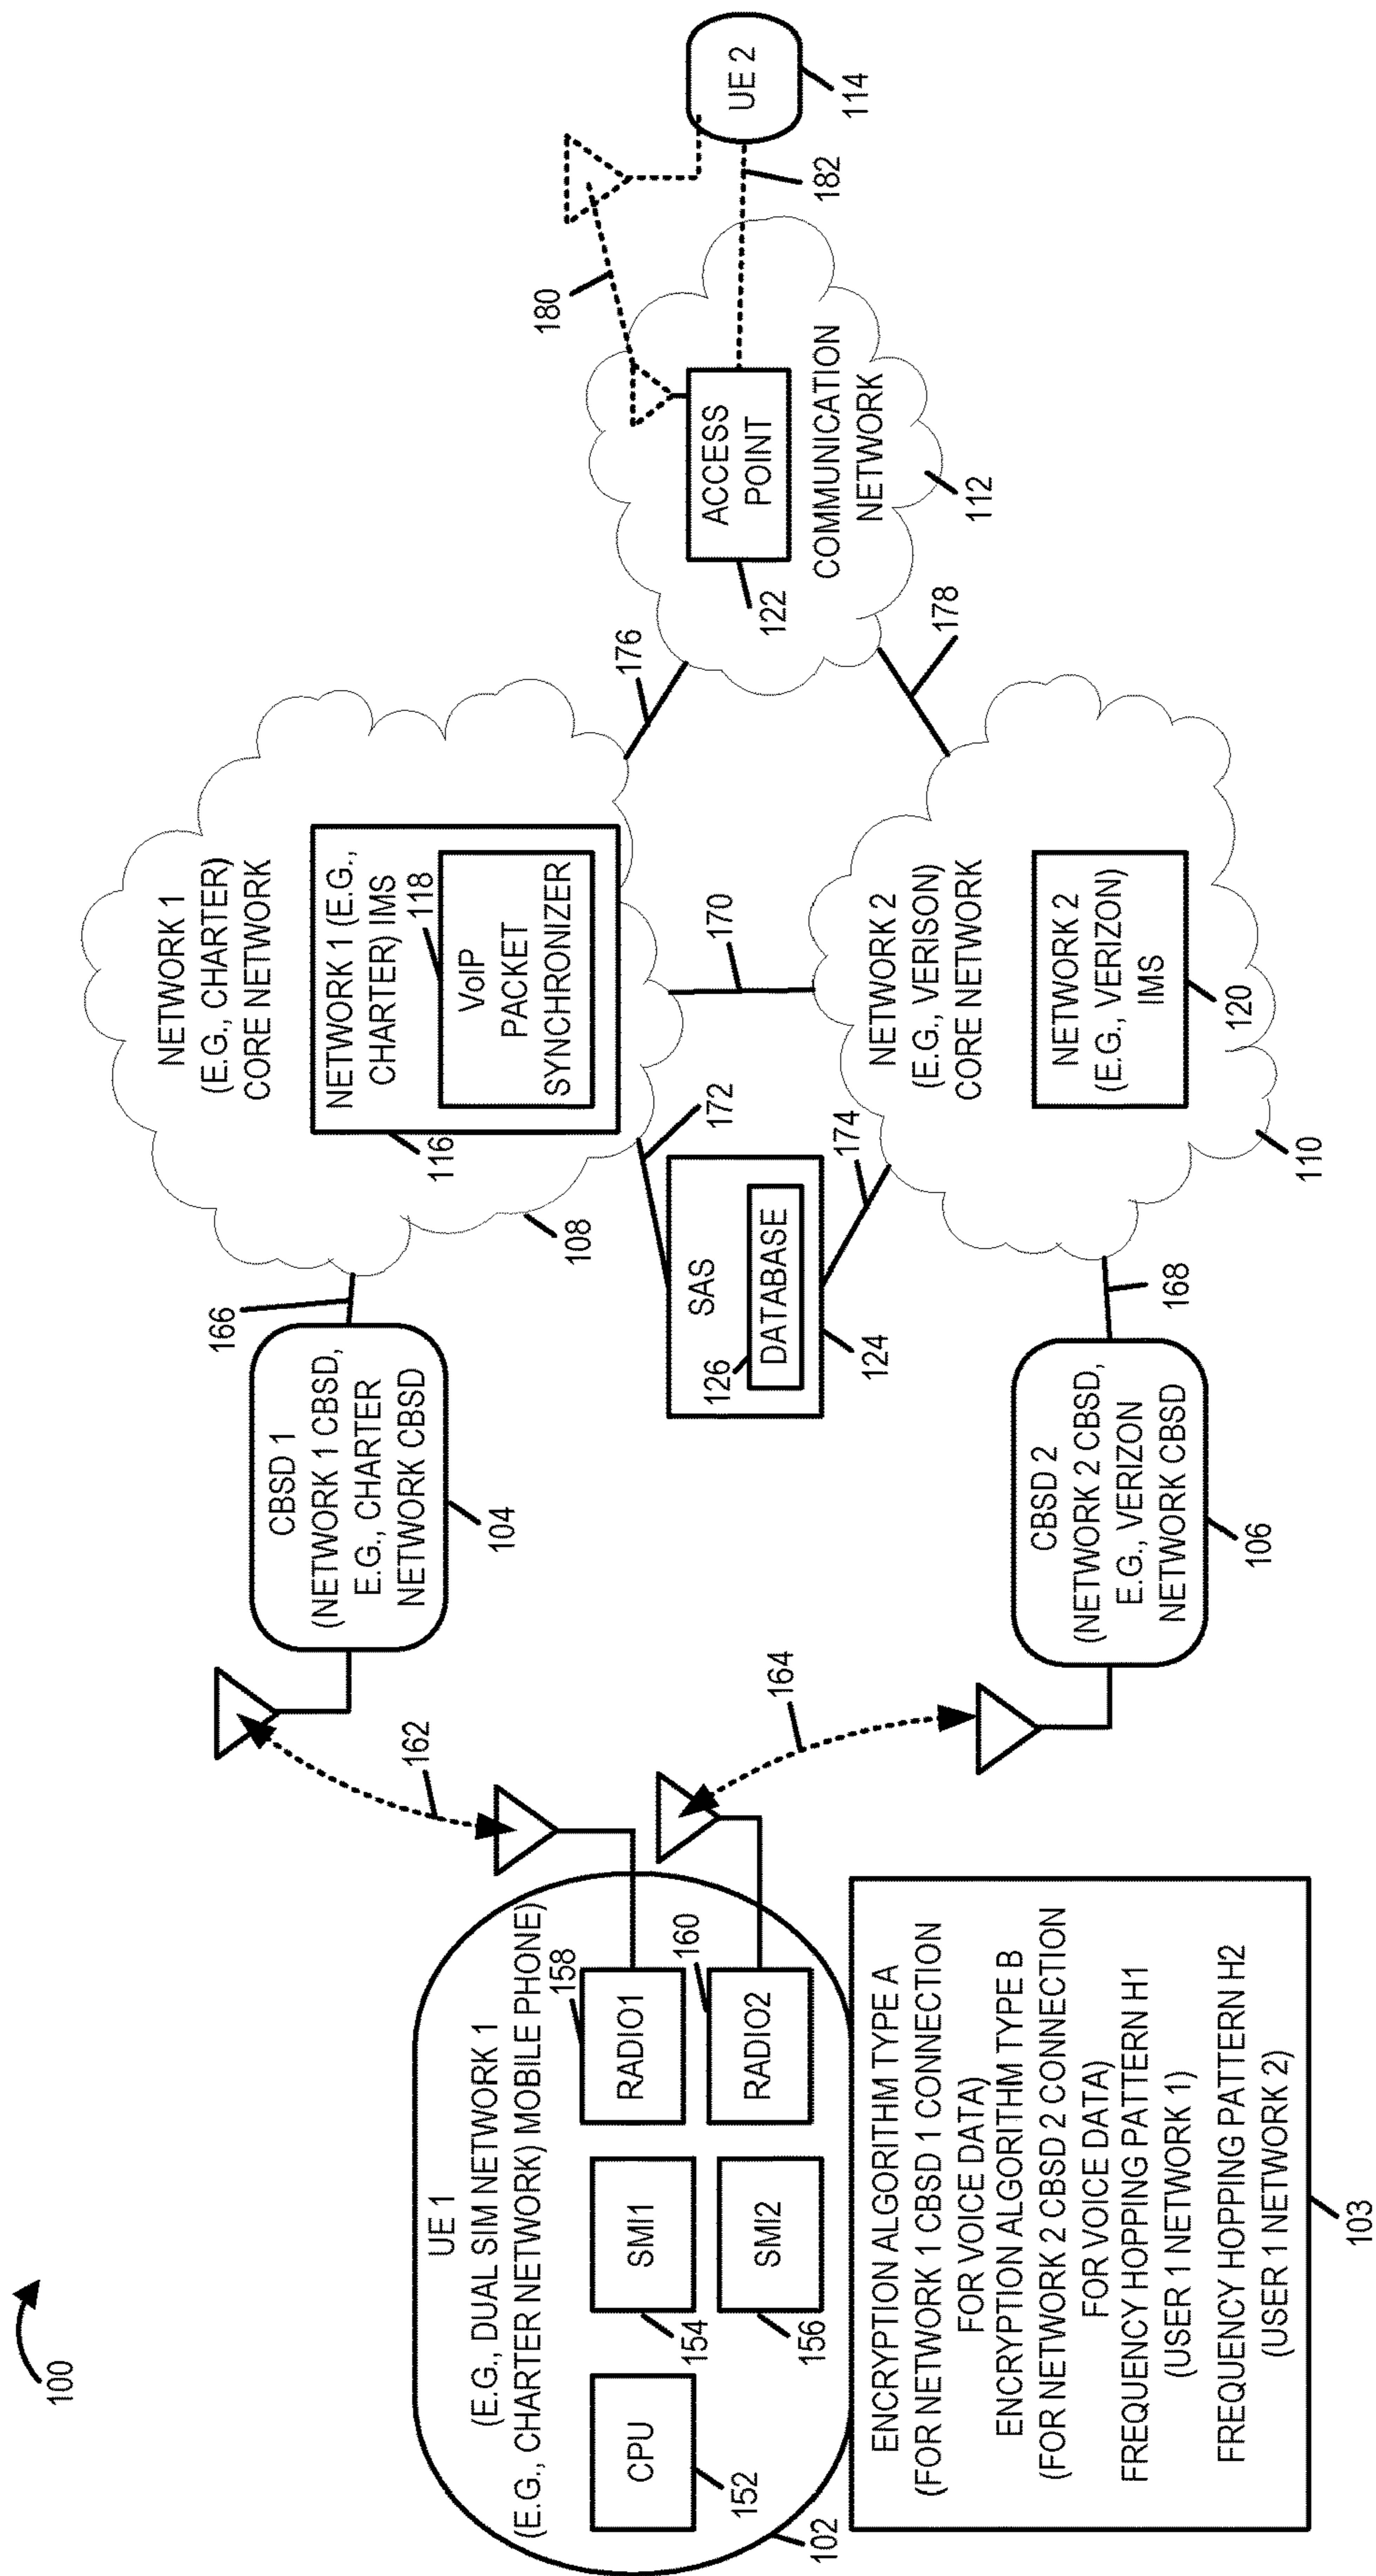 100
UE 1
(E.G., DUAL SIM NETWORK 1
(E.G., CHARTER NETWORK) MOBILE PHONE)
CPU
152
SMI1
154
SMI2
156
RADIO1
158
RADIO2
160
102
ENCRYPTION ALGORITHM TYPE A
(FOR NETWORK 1 CBSD 1 CONNECTION
FOR VOICE DATA)
ENCRYPTION ALGORITHM TYPE B
(FOR NETWORK 2 CBSD 2 CONNECTION
FOR VOICE DATA)
FREQUENCY HOPPING PATTERN H1
(USER 1 NETWORK 1)
FREQUENCY HOPPING PATTERN H2
(USER 1 NETWORK 2)
103
162
164
CBSD 1
(NETWORK 1 CBSD,
E.G., CHARTER
NETWORK CBSD
104
166
CBSD 2
(NETWORK 2 CBSD,
E.G., VERIZON
NETWORK CBSD
106
168
SAS
126
DATABASE
124
172
174
NETWORK 1
(E.G., CHARTER)
CORE NETWORK
NETWORK 1 (E.G.,
CHARTER) IMS
118
VoIP
PACKET
SYNCHRONIZER
116
108
170
NETWORK 2
(E.G., VERISON)
CORE NETWORK
NETWORK 2
(E.G., VERIZON)
IMS
120
110
176
178
ACCESS
POINT
122
COMMUNICATION
NETWORK
112
180
182
UE 2
114